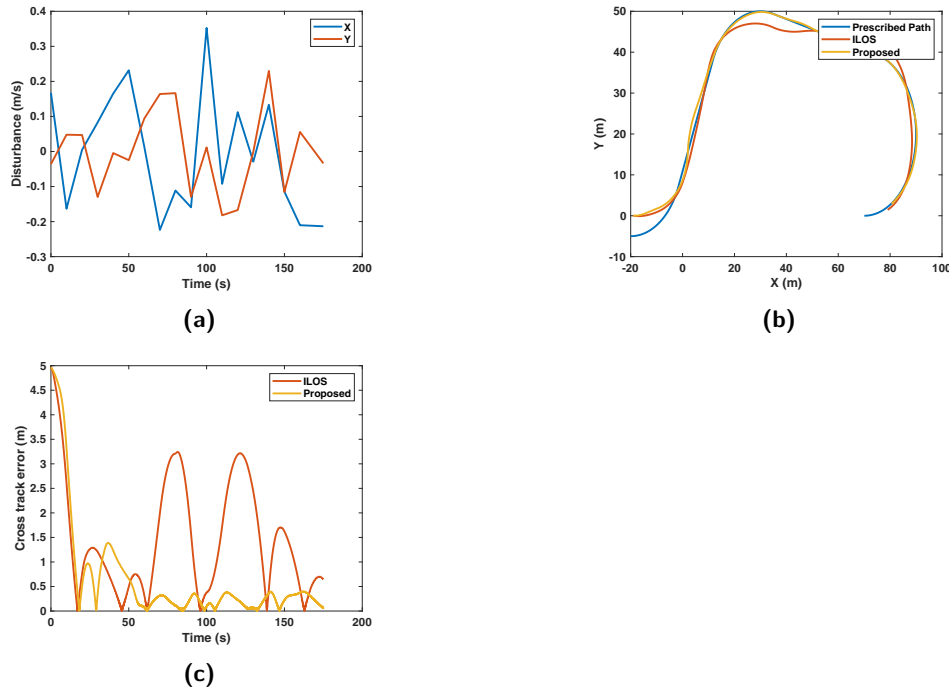 0.4
0.3
0.2
0.1
0
-0.1
-0.2
-0.3
Disturbance (m/s)
X
Y
0 50 100 150 200
Time (s)
(a)
50
40
30
20
10
0
-10
Y (m)
Prescribed Path
ILOS
Proposed
-20 0 20 40 60 80 100
X (m)
(b)
5
4.5
4
3.5
3
2.5
2
1.5
1
0.5
0
Cross track error (m)
ILOS
Proposed
0 50 100 150 200
Time (s)
(c)